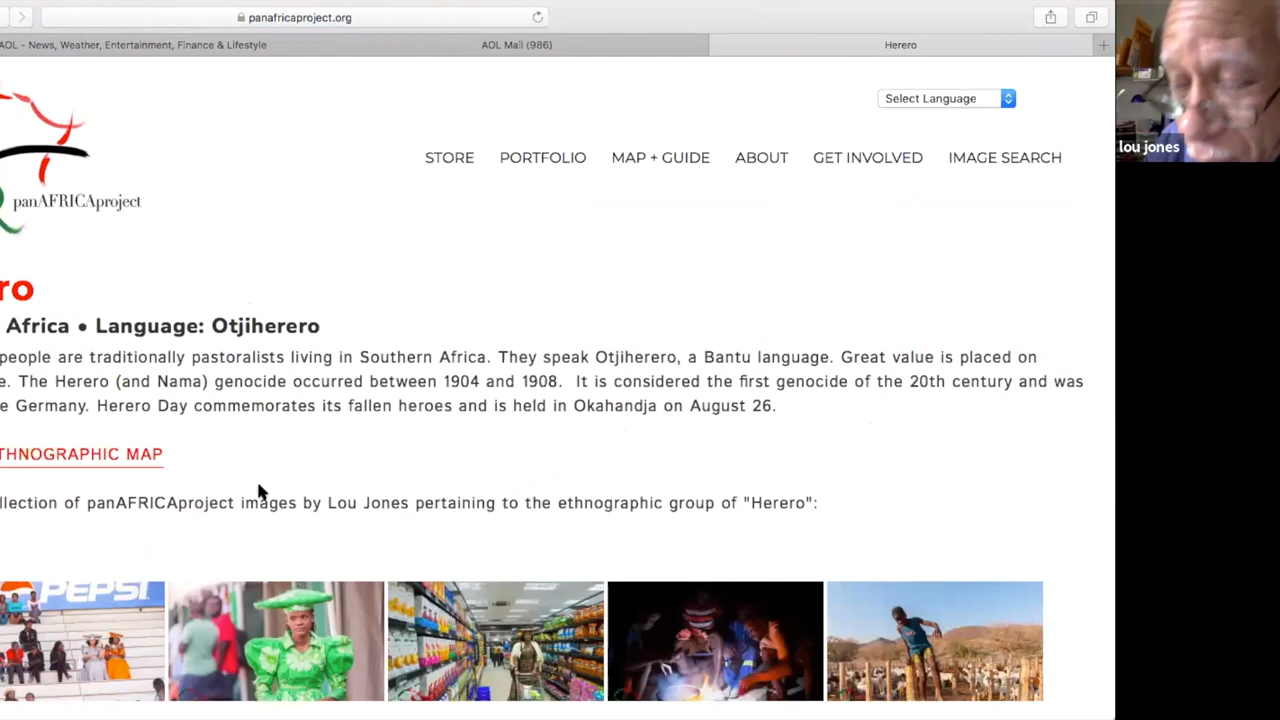 panafricaproject.org
AOL - News, Weather, Entertainment, Finance & Lifestyle
AOL Mail (986)
Herero
Select Language
STORE PORTFOLIO MAP + GUIDE ABOUT GET INVOLVED IMAGE SEARCH
lou jones
panAFRICAproject
ro
Africa • Language: Otjiherero
people are traditionally pastoralists living in Southern Africa. They speak Otjiherero, a Bantu language. Great value is placed on
e. The Herero (and Nama) genocide occurred between 1904 and 1908. It is considered the first genocide of the 20th century and was
e Germany. Herero Day commemorates its fallen heroes and is held in Okahandja on August 26.
THNOGRAPHIC MAP
llection of panAFRICAproject images by Lou Jones pertaining to the ethnographic group of "Herero":
PEPSI